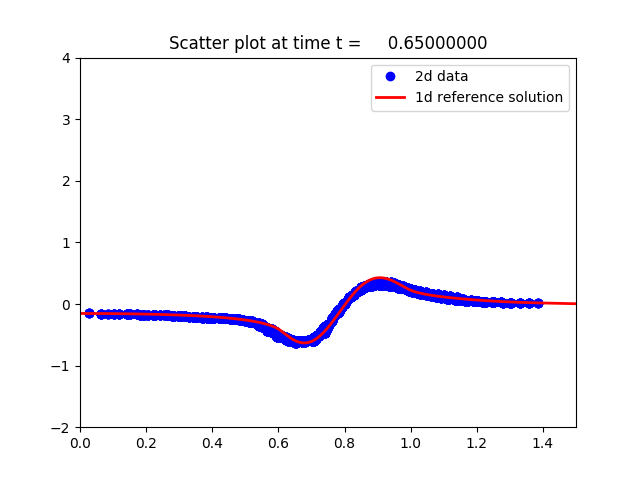 Scatter plot at time t = 0.65000000
2d data
1d reference solution
4
3
2
1
0
−1
−2
0.0 0.2 0.4 0.6 0.8 1.0 1.2 1.4